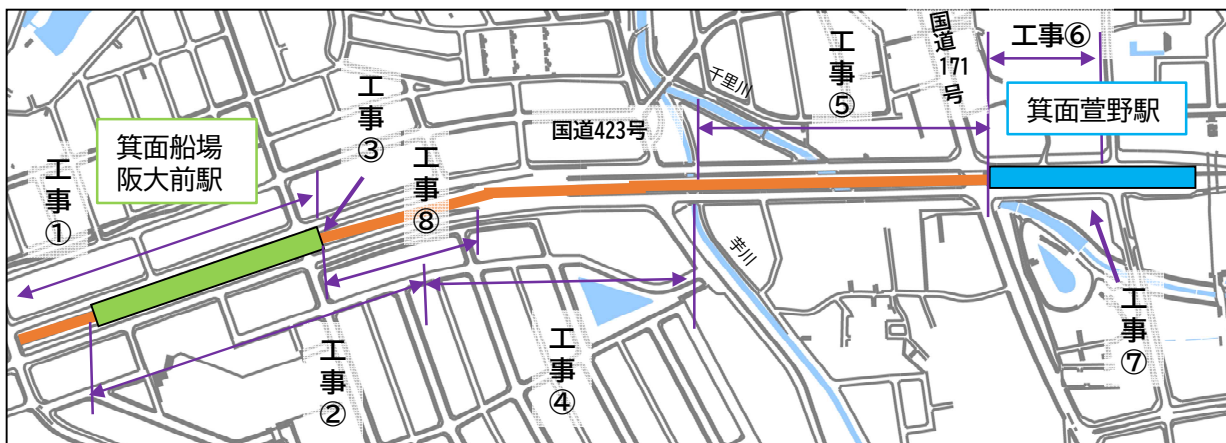 工事①
箕面船場
阪大前駅
工事③
工事⑧
工事②
工事④
国道423号
千里川
芋川
工事⑤
国道171号
工事⑥
箕面萱野駅
工事⑦